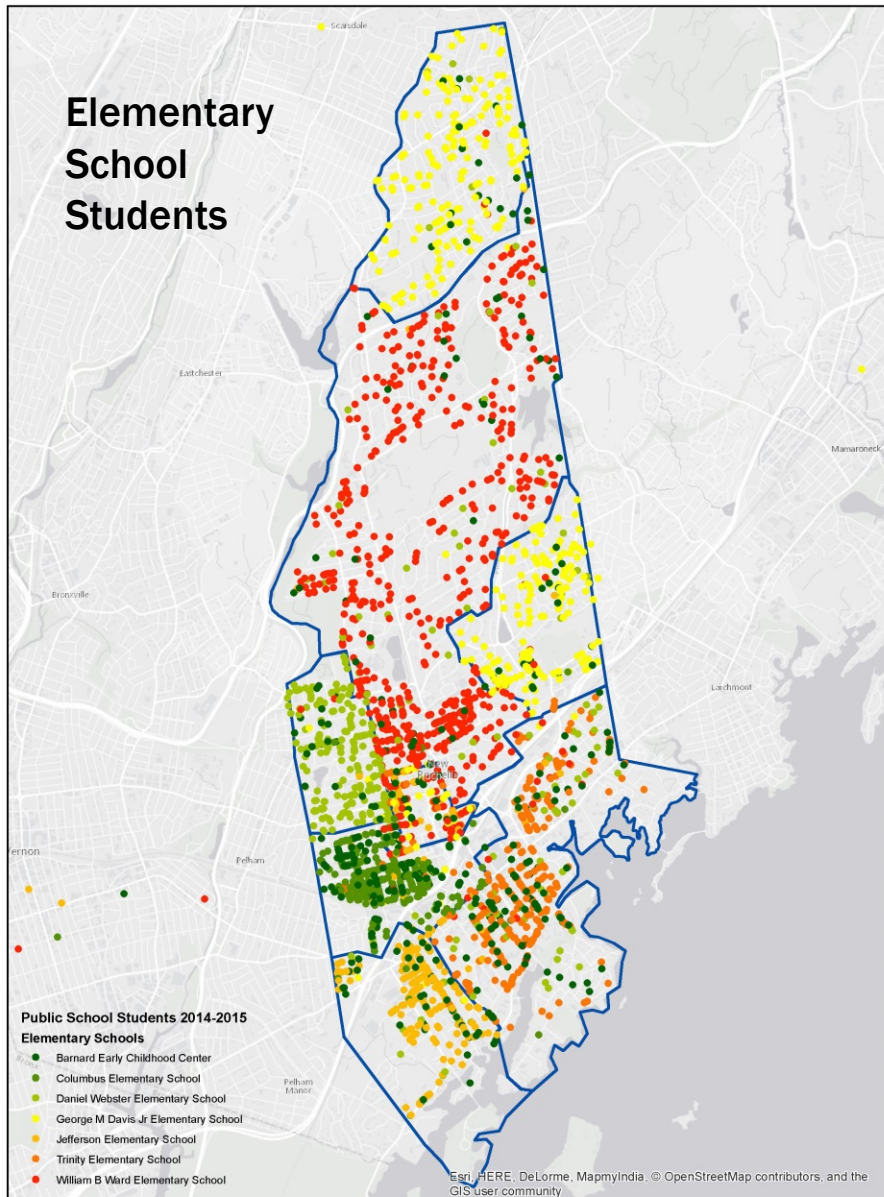 Scarsdale
Elementary
School
Students
Eastchester
Mamaroneck
Bronxville
Larchmont
New
Rochelle
Pelham
Vernon
Public School Students 2014-2015
Elementary Schools
Barnard Early Childhood Center
Columbus Elementary School
Daniel Webster Elementary School
George M Davis Jr Elementary School
Jefferson Elementary School
Trinity Elementary School
William B Ward Elementary School
Pelham
Manor
Esri, HERE, DeLorme, MapmyIndia, © OpenStreetMap contributors, and the
GIS user community